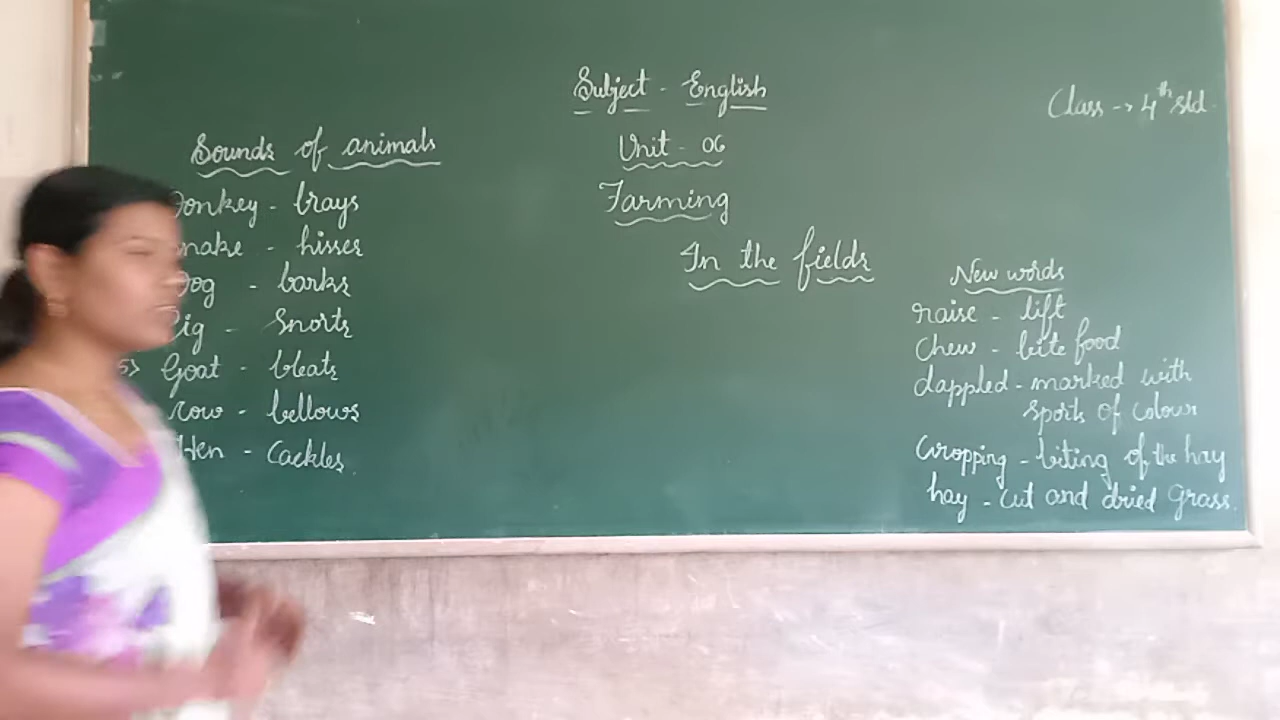 Subject - English
Class → 4th std
Unit - 06
Farming
In the fields
Sounds of animals
onkey - brays
nake - hisses
og - barks
ig - Snorts
5> Goat - bleats
ow - bellows
Hen - Cackles.
New words
raise - lift
Chew - bite food
dappled - marked with
spots of colour
Cropping - biting of the hay
hay - cut and dried grass.